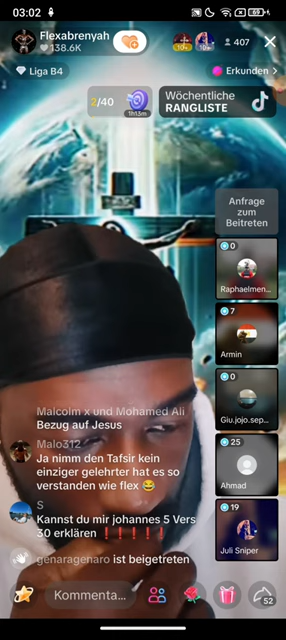 03:02
69
Flexabrenyah
138.6K
10+
10+
407
Liga B4
Erkunden
2/40
1h13m
Wöchentliche
RANGLISTE
Anfrage
zum
Beitreten
0
Raphaelmen...
7
Armin
0
Giu.jojo.sep...
25
Ahmad
19
Juli Sniper
Malcolm x und Mohamed Ali
Bezug auf Jesus
Malo312
Ja nimm den Tafsir kein
einziger gelehrter hat es so
verstanden wie flex 😂
S
Kannst du mir johannes 5 Vers
30 erklären ❗❗❗❗❗
genaragenaro ist beigetreten
Kommenta...
52